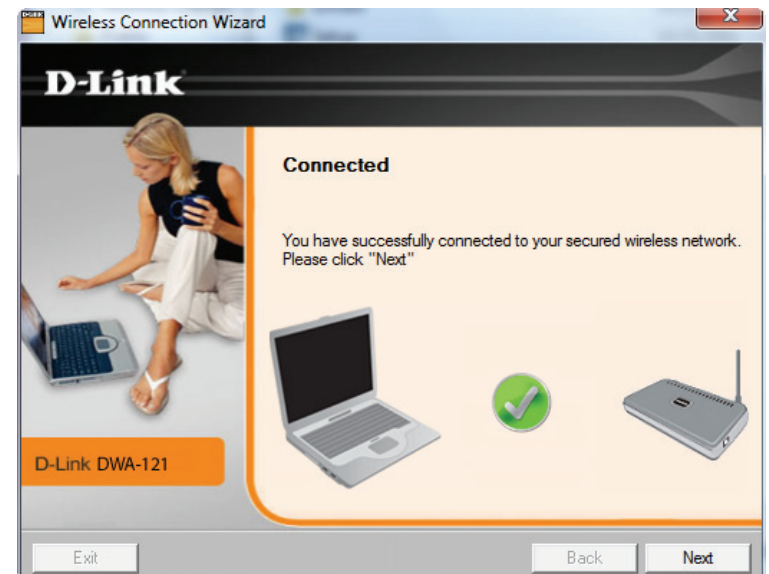 Wireless Connection Wizard
D-Link
Connected
You have successfully connected to your secured wireless network.
Please click "Next"
D-Link DWA-121
Exit
Back
Next